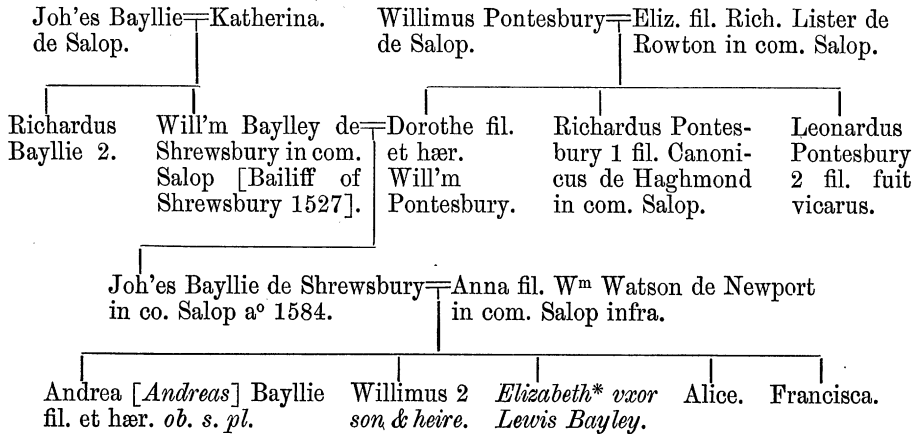 Joh'es Bayllie Katherina.
de Salop.
Willimus Pontesbury Eliz. fil. Rich. Lister de
de Salop. Rowton in com. Salop.
Richardus
Bayllie 2.
Will'm Baylley de
Shrewsbury in com.
Salop [Bailiff of
Shrewsbury 1527].
Dorothe fil.
et hær.
Will'm
Pontesbury.
Richardus Pontes-
bury 1 fil. Canoni-
cus de Haghmond
in com. Salop.
Leonardus
Pontesbury
2 fil. fuit
vicarus.
Joh'es Bayllie de Shrewsbury
in co. Salop aº 1584.
Anna fil. Wᵐ Watson de Newport
in com. Salop infra.
Andrea [Andreas] Bayllie
fil. et hær. ob. s. pl.
Willimus 2
son & heire.
Elizabeth* vxor
Lewis Bayley.
Alice.
Francisca.